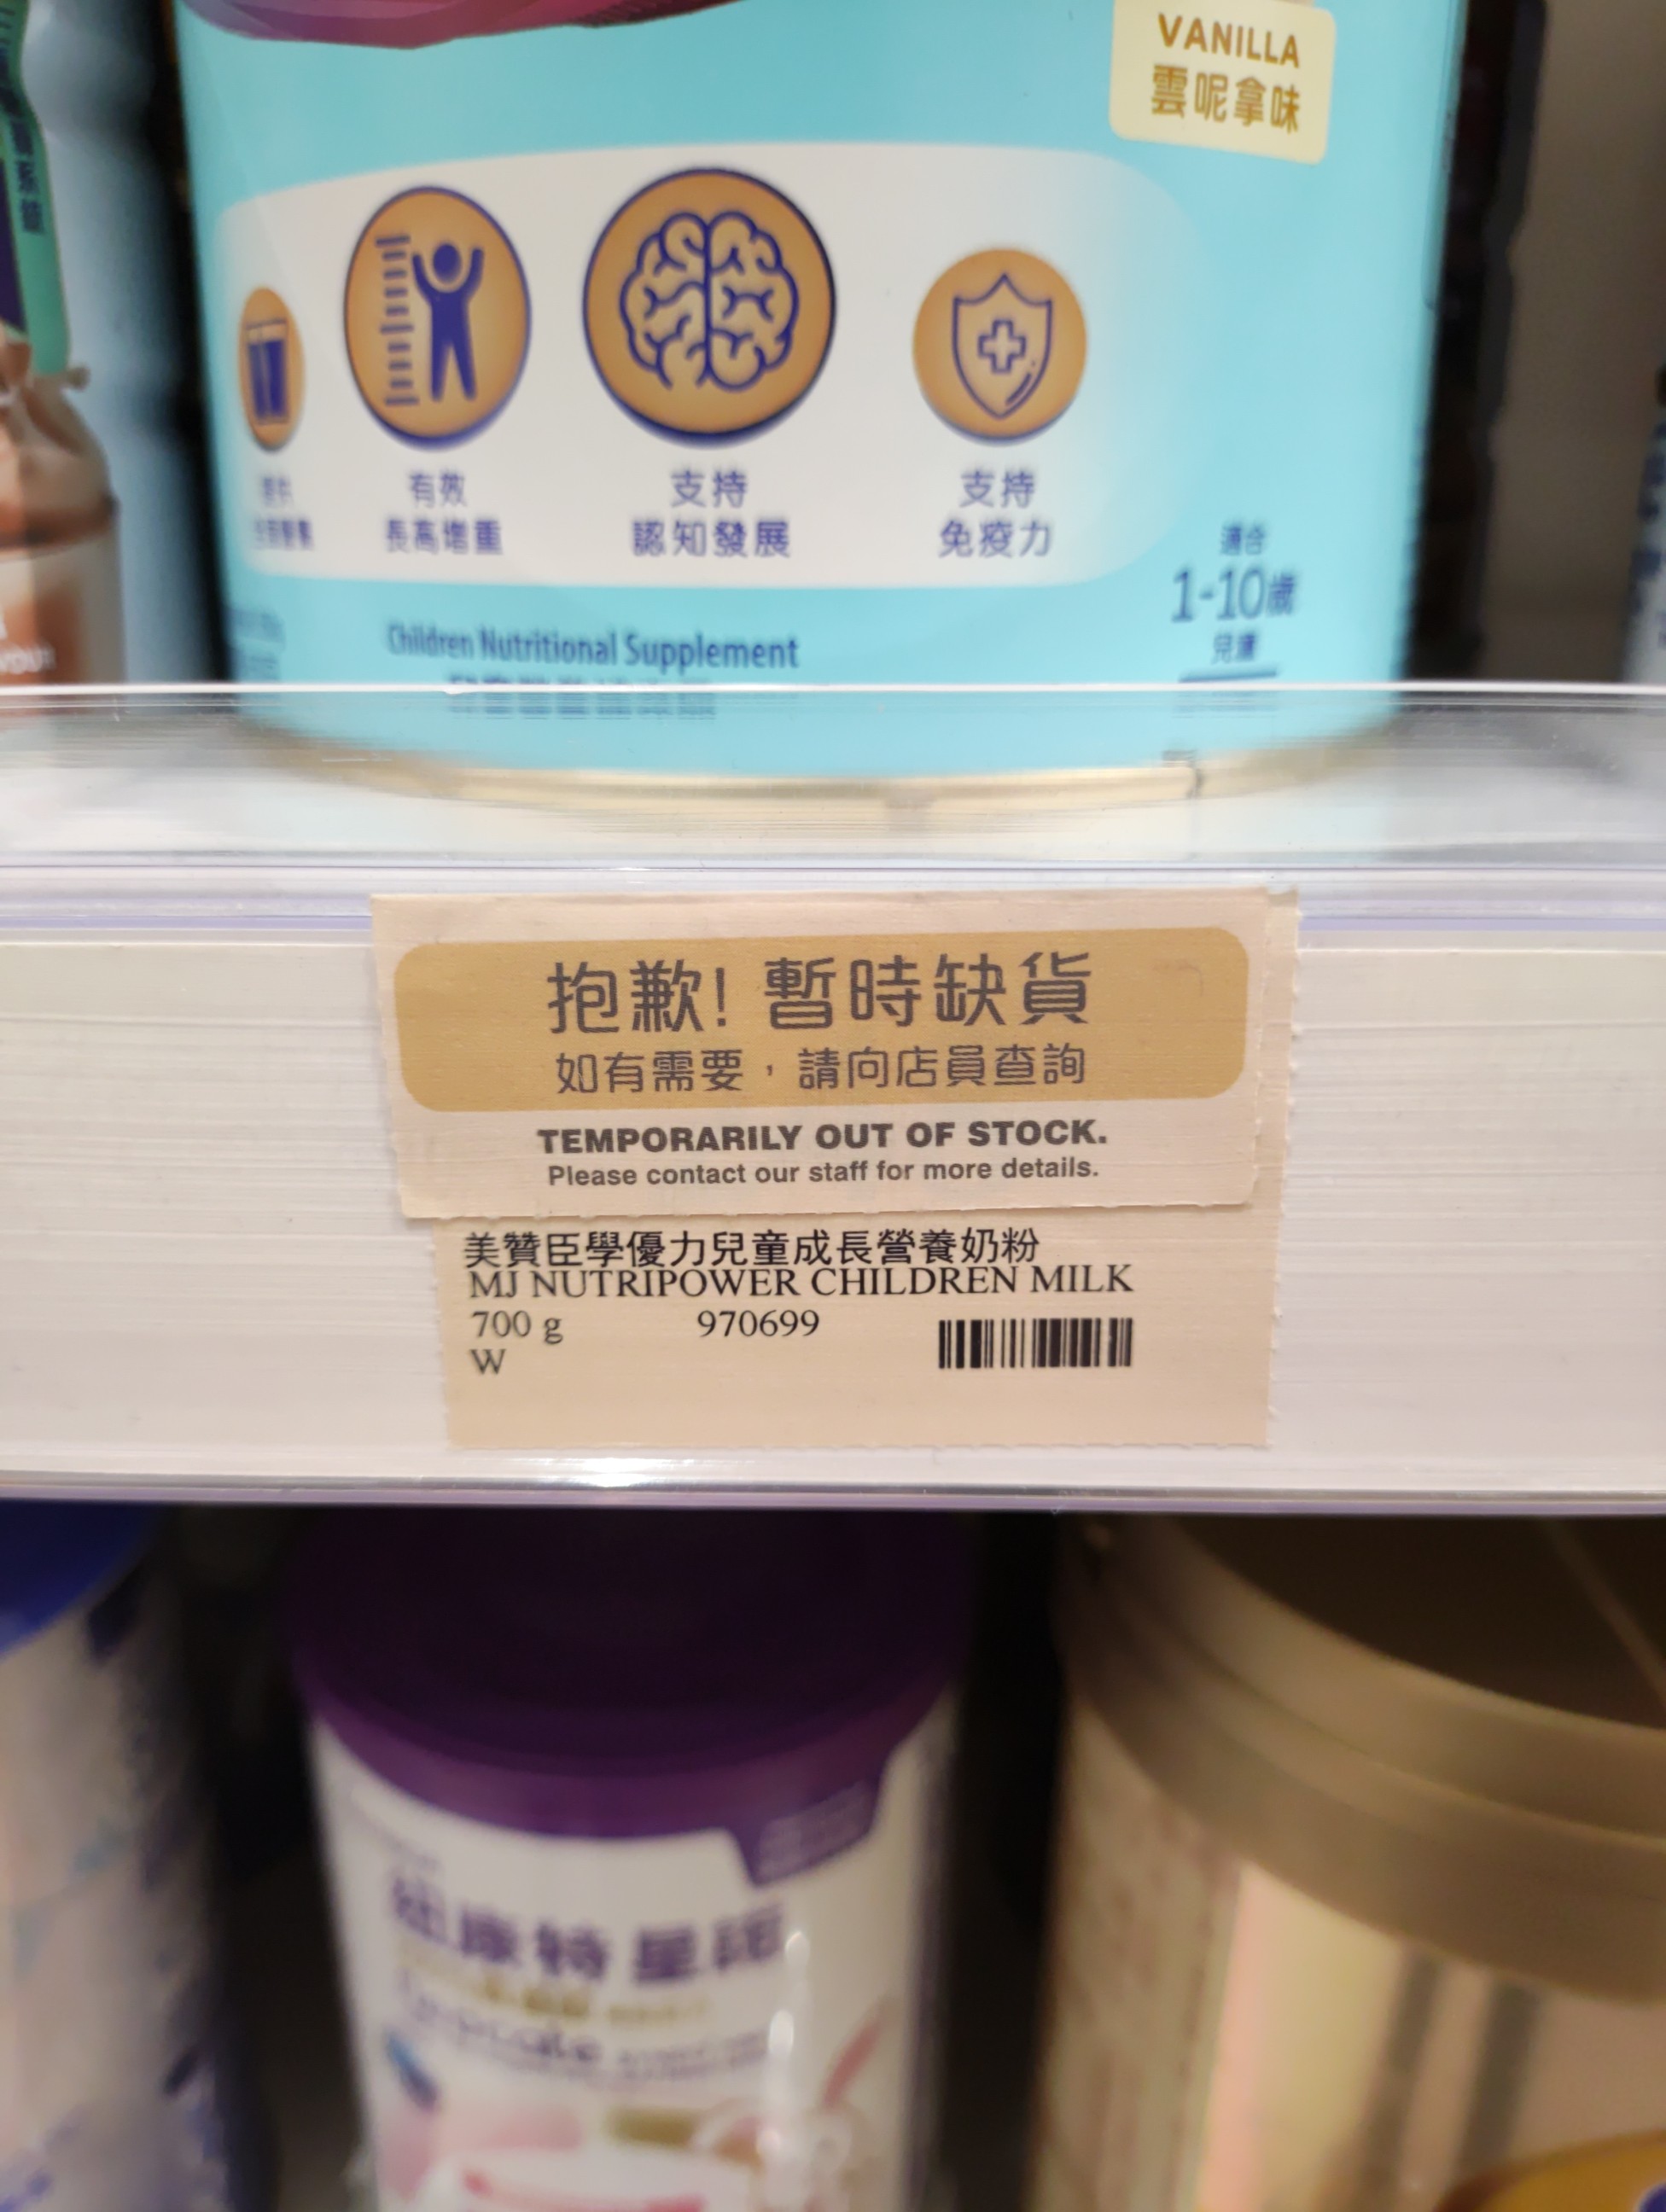 VANILLA
雲呢拿味
有效
長高增重
支持
認知發展
支持
免疫力
適合
1-10歲
兒童
Children Nutritional Supplement
抱歉! 暫時缺貨
如有需要，請向店員查詢
TEMPORARILY OUT OF STOCK.
Please contact our staff for more details.
美贊臣學優力兒童成長營養奶粉
MJ NUTRIPOWER CHILDREN MILK
700 g 970699
W